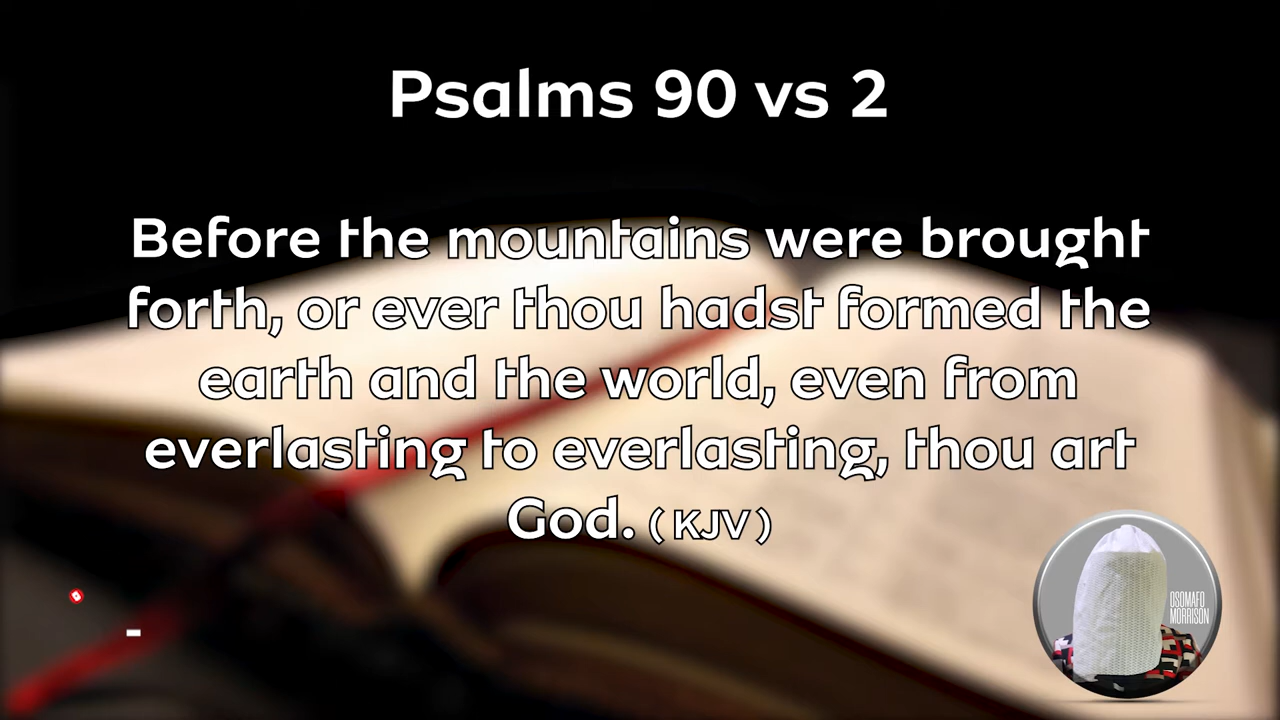 Psalms 90 vs 2
Before the mountains were brought
forth, or ever thou hadst formed the
earth and the world, even from
everlasting to everlasting, thou art
God. ( KJV )
OSOMAFO
MORRISON